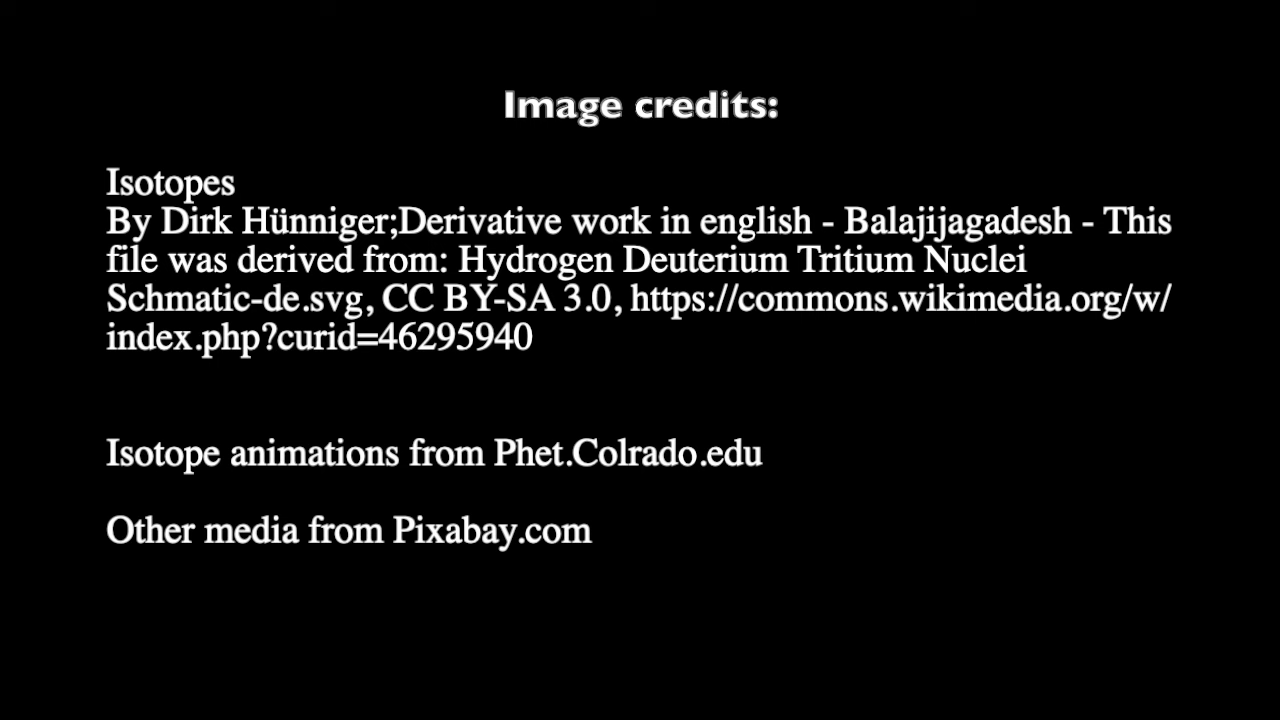 Image credits:
Isotopes
By Dirk Hünniger;Derivative work in english - Balajijagadesh - This
file was derived from: Hydrogen Deuterium Tritium Nuclei
Schmatic-de.svg, CC BY-SA 3.0, https://commons.wikimedia.org/w/
index.php?curid=46295940
Isotope animations from Phet.Colrado.edu
Other media from Pixabay.com